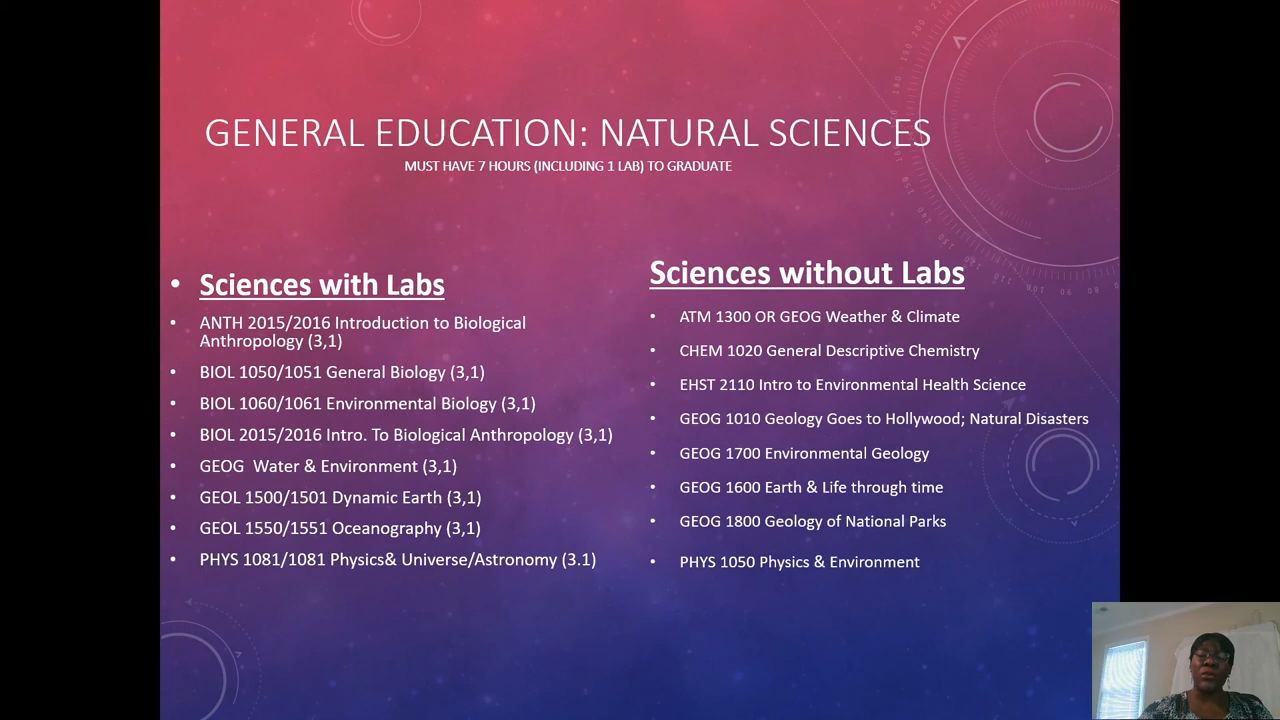 GENERAL EDUCATION: NATURAL SCIENCES
MUST HAVE 7 HOURS (INCLUDING 1 LAB) TO GRADUATE
• Sciences with Labs
• ANTH 2015/2016 Introduction to Biological
Anthropology (3,1)
• BIOL 1050/1051 General Biology (3,1)
• BIOL 1060/1061 Environmental Biology (3,1)
• BIOL 2015/2016 Intro. To Biological Anthropology (3,1)
• GEOG  Water & Environment (3,1)
• GEOL 1500/1501 Dynamic Earth (3,1)
• GEOL 1550/1551 Oceanography (3,1)
• PHYS 1081/1081 Physics& Universe/Astronomy (3.1)
Sciences without Labs
• ATM 1300 OR GEOG Weather & Climate
• CHEM 1020 General Descriptive Chemistry
• EHST 2110 Intro to Environmental Health Science
• GEOG 1010 Geology Goes to Hollywood; Natural Disasters
• GEOG 1700 Environmental Geology
• GEOG 1600 Earth & Life through time
• GEOG 1800 Geology of National Parks
• PHYS 1050 Physics & Environment